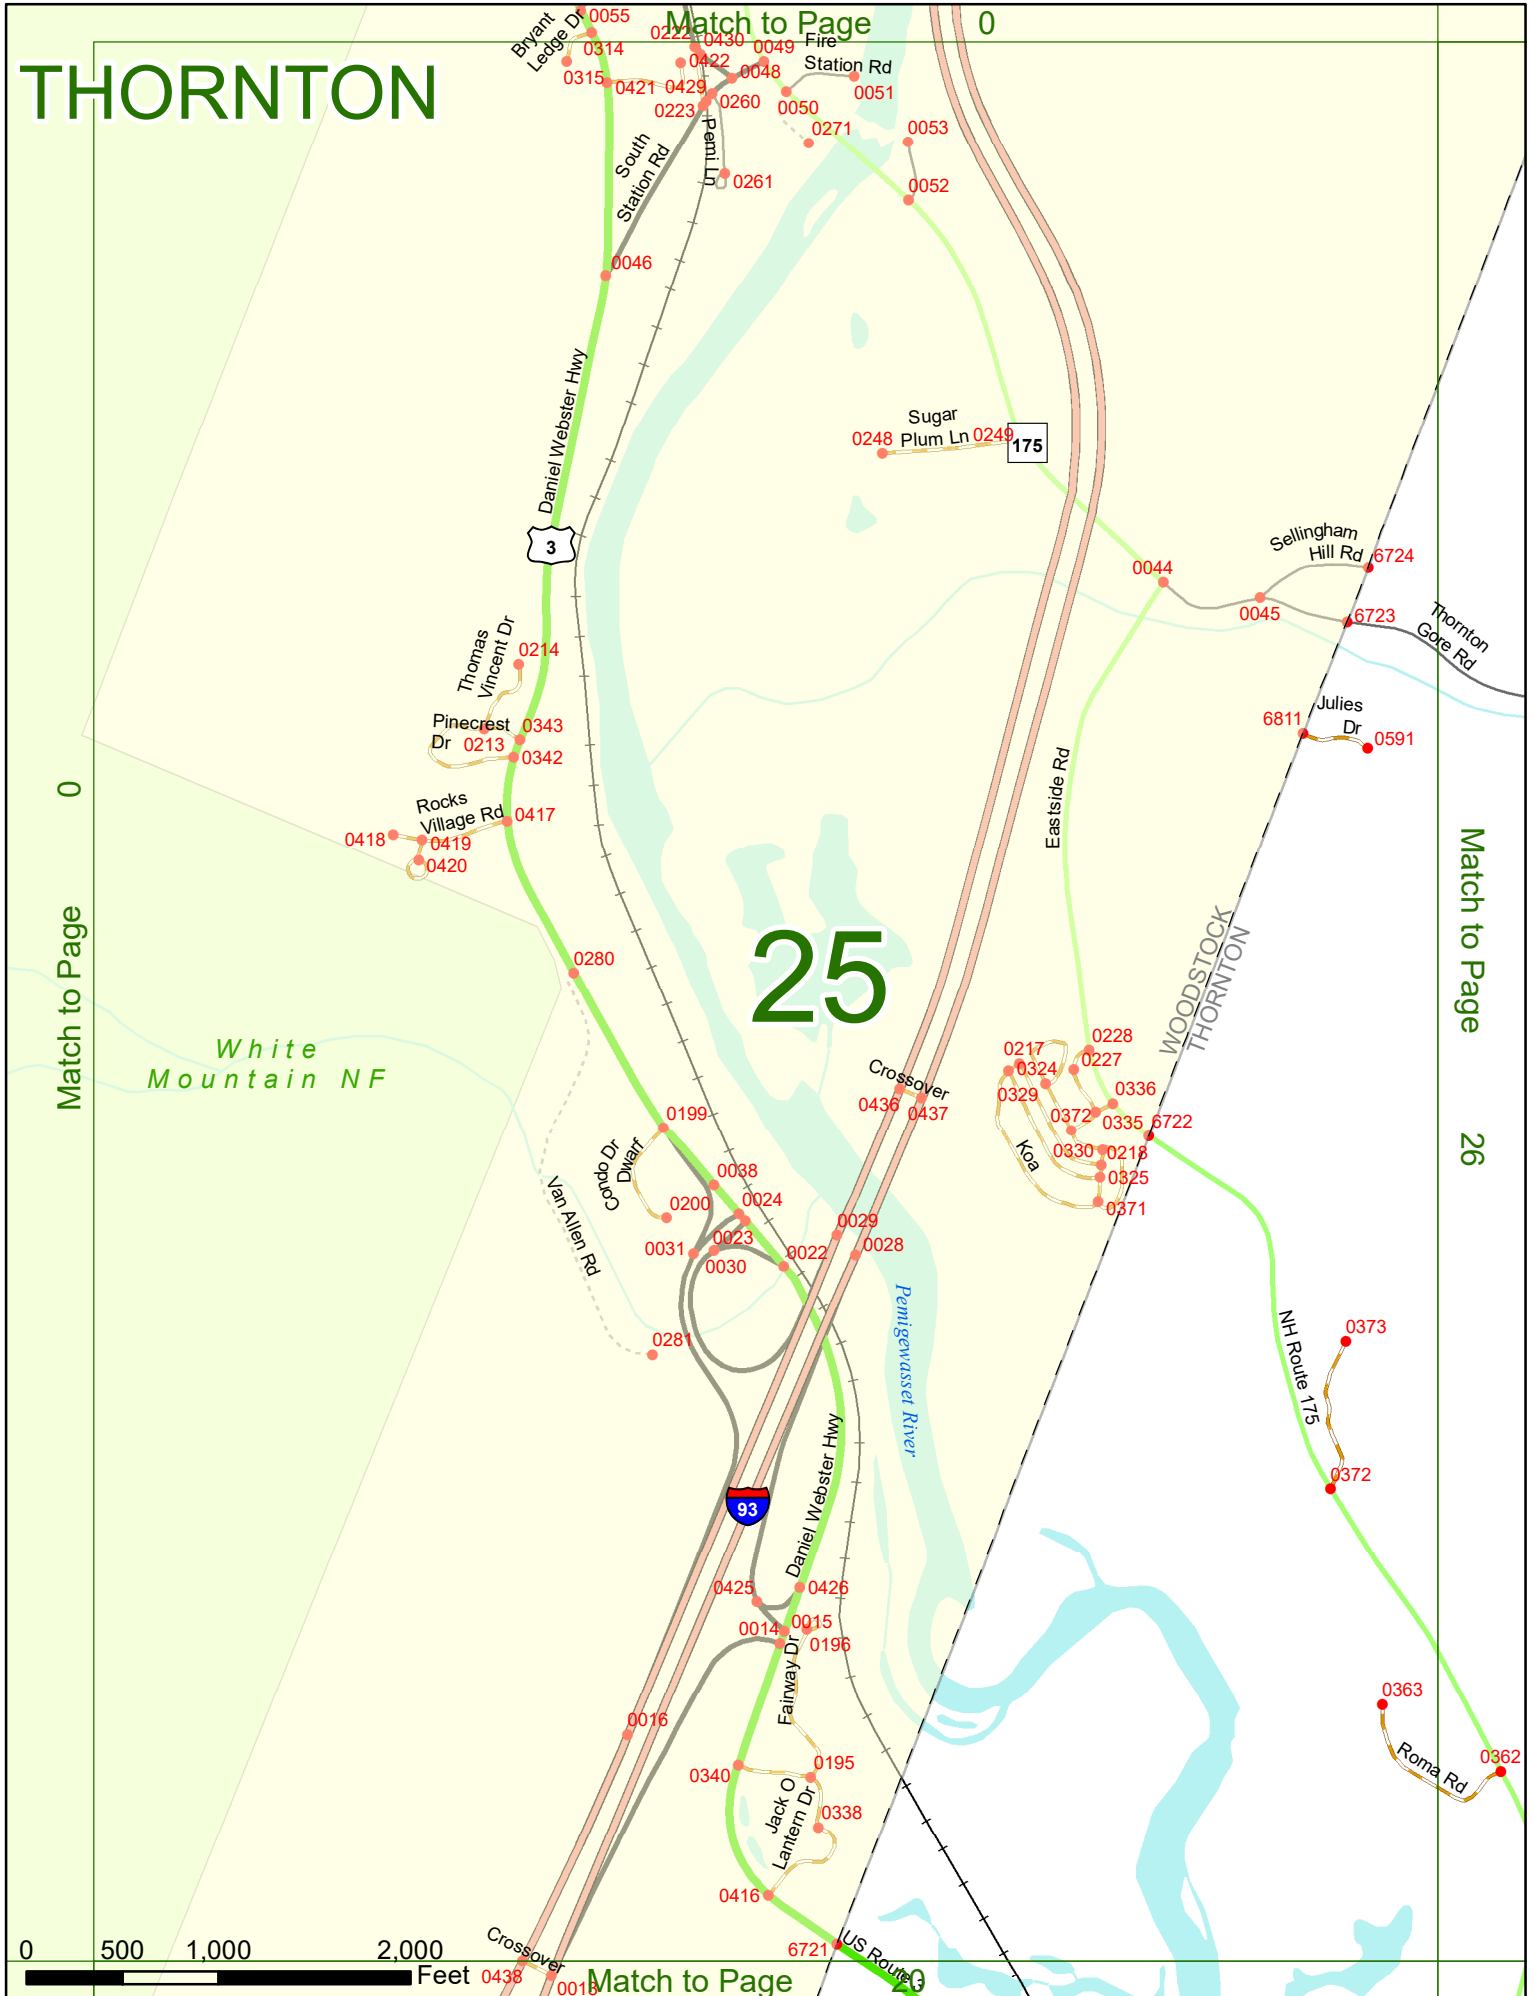 Match to Page 0
THORNTON
Bryant
Ledge Dr
0055
0314
0315
0421
0222
0430
0422
0429
0223
0049
0048
0260
Fire
Station Rd
0050
0051
0271
0053
0052
Pemi Ln
0261
South
Station Rd
0046
Daniel Webster Hwy
3
Sugar
Plum Ln
0248
0249
175
Sellingham
Hill Rd
6724
0044
0045
6723
Thornton
Gore Rd
Thomas
Vincent Dr
0214
Pinecrest
Dr
0213
0343
0342
Julies
Dr
6811
0591
Eastside Rd
Rocks
Village Rd
0417
0418
0419
0420
Match to Page 0
Match to Page 26
25
WOODSTOCK
THORNTON
0280
White
Mountain NF
Crossover
0436
0437
0217
0324
0329
0228
0227
0336
0372
0335
6722
0330
0218
0325
0371
Koa
0199
Condo Dr
Dwarf
0200
0038
0024
0031
0023
0030
0022
0029
0028
Van Allen Rd
0281
Pemigewasset River
NH Route 175
0373
0372
93
Daniel Webster Hwy
0425
0426
0014
0015
0196
Fairway Dr
0016
0340
0195
Jack O
Lantern Dr
0338
0416
0363
Roma Rd
0362
6721
US Route 3
Crossover
0438
0013
0 500 1,000 2,000
Feet
Match to Page 20